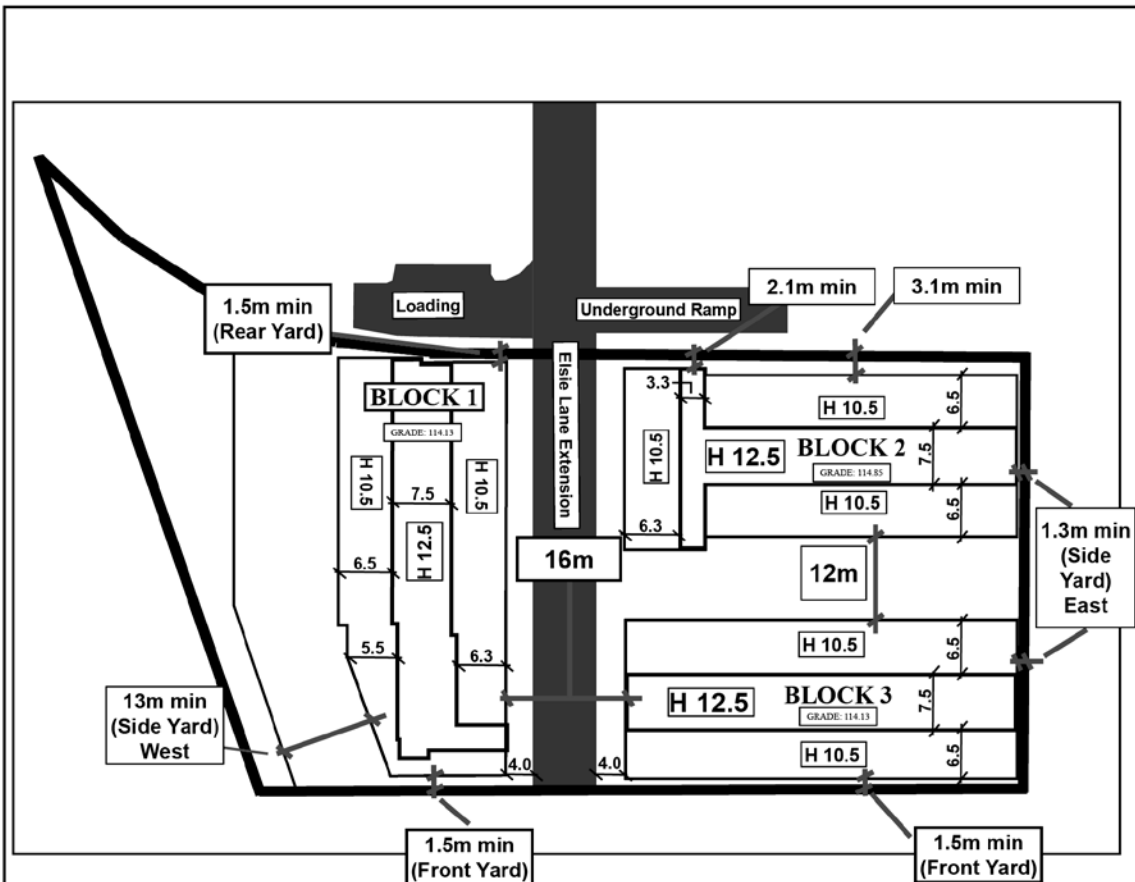 1.5m min
(Rear Yard)
Loading
Underground Ramp
2.1m min
3.1m min
Elsie Lane Extension
BLOCK 1
GRADE: 114.13
H 10.5
H 10.5
7.5
H 12.5
6.5
5.5
6.3
3.3
H 10.5
6.3
H 10.5
6.5
H 12.5
BLOCK 2
GRADE: 114.85
7.5
H 10.5
6.5
16m
12m
1.3m min
(Side
Yard)
East
H 10.5
6.5
H 12.5
BLOCK 3
GRADE: 114.13
7.5
H 10.5
6.5
13m min
(Side Yard)
West
4.0
4.0
1.5m min
(Front Yard)
1.5m min
(Front Yard)